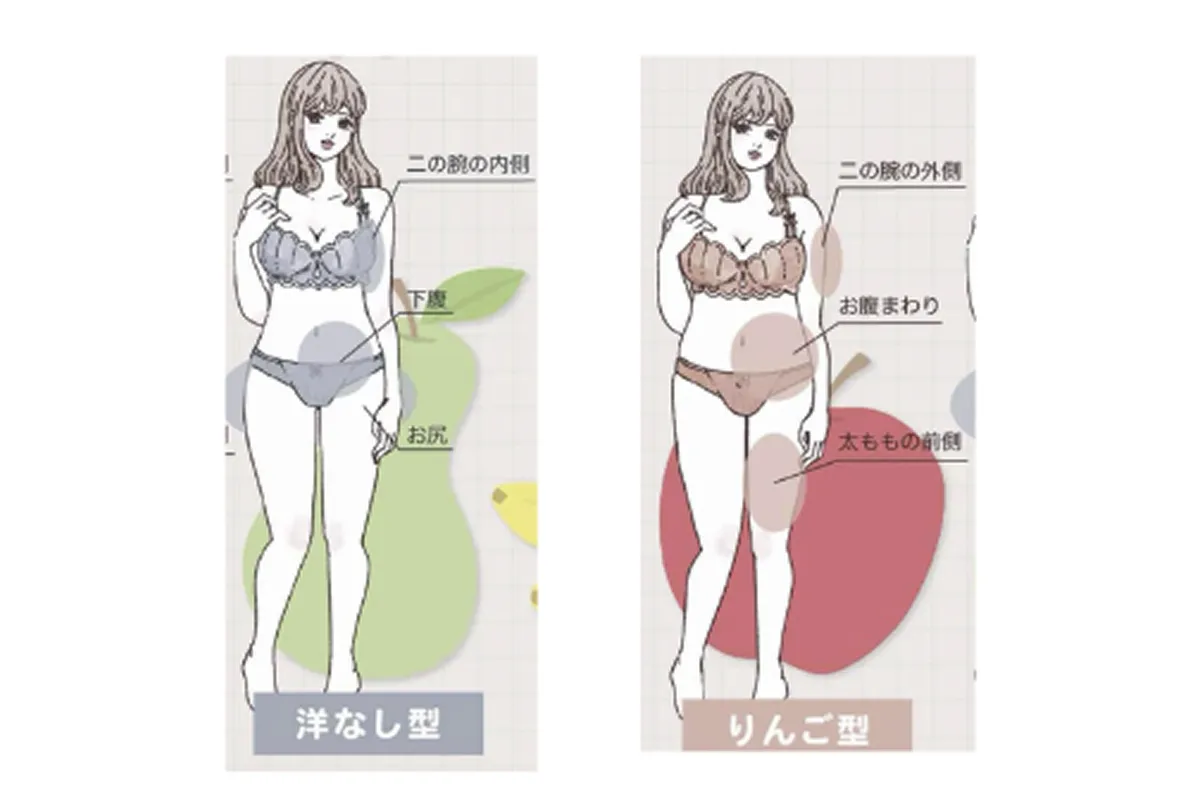 二の腕の内側
下腹
お尻
洋なし型
二の腕の外側
お腹まわり
太ももの前側
りんご型